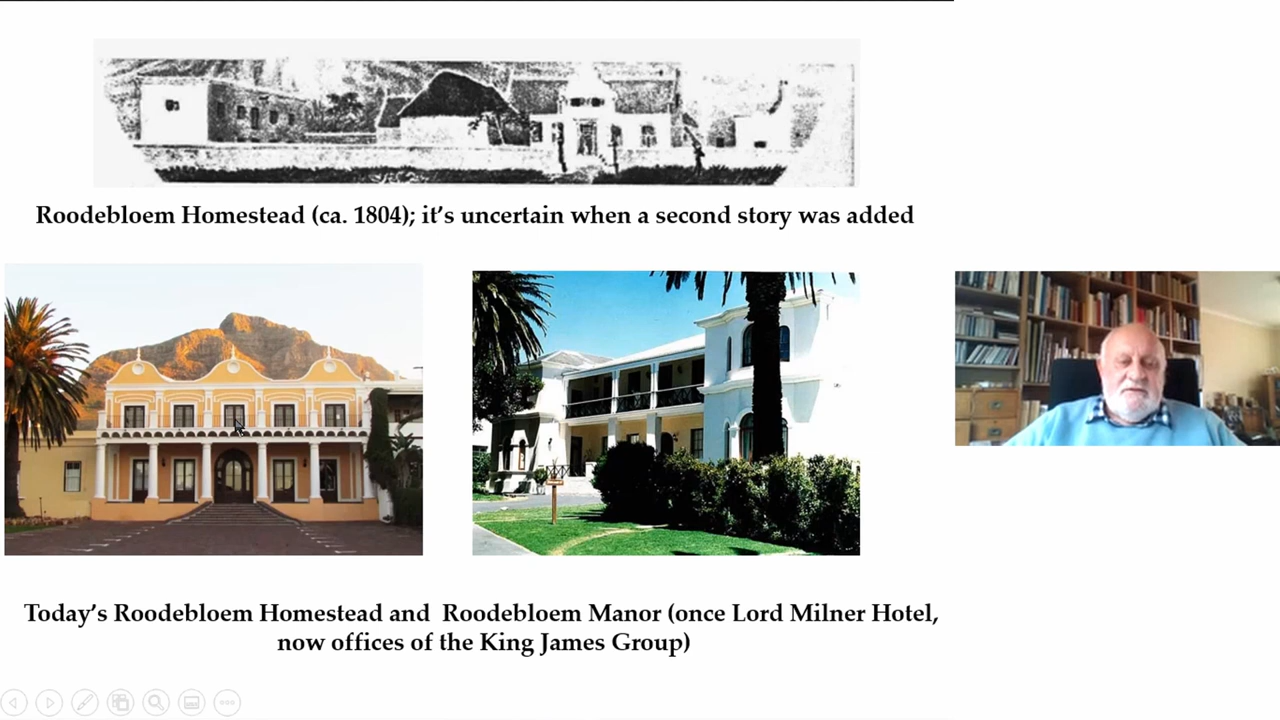 Roodebloem Homestead (ca. 1804); it’s uncertain when a second story was added
Today’s Roodebloem Homestead and  Roodebloem Manor (once Lord Milner Hotel,
now offices of the King James Group)